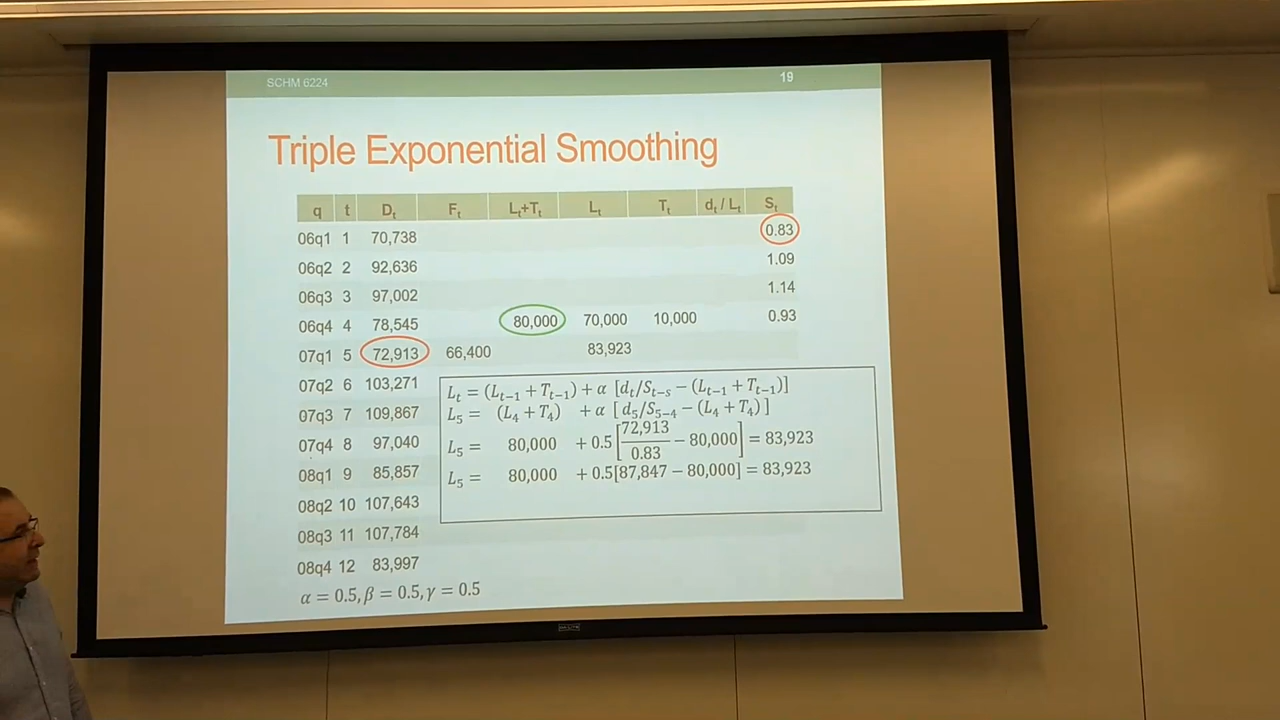 SCHM 6224 19
Triple Exponential Smoothing
q t Dt Ft Lt+Tt Lt Tt dt / Lt St
06q1 1 70,738 0.83
06q2 2 92,636 1.09
06q3 3 97,002 1.14
06q4 4 78,545 80,000 70,000 10,000 0.93
07q1 5 72,913 66,400 83,923
07q2 6 103,271
07q3 7 109,867
07q4 8 97,040
08q1 9 85,857
08q2 10 107,643
08q3 11 107,784
08q4 12 83,997
Lt = (Lt−1 + Tt−1) + α [dt/St−s − (Lt−1 + Tt−1)]
L5 = (L4 + T4) + α [ d5/S5−4 − (L4 + T4) ]
L5 = 80,000 + 0.5 [72,913/0.83 − 80,000] = 83,923
L5 = 80,000 + 0.5[87,847 − 80,000] = 83,923
α = 0.5, β = 0.5, γ = 0.5